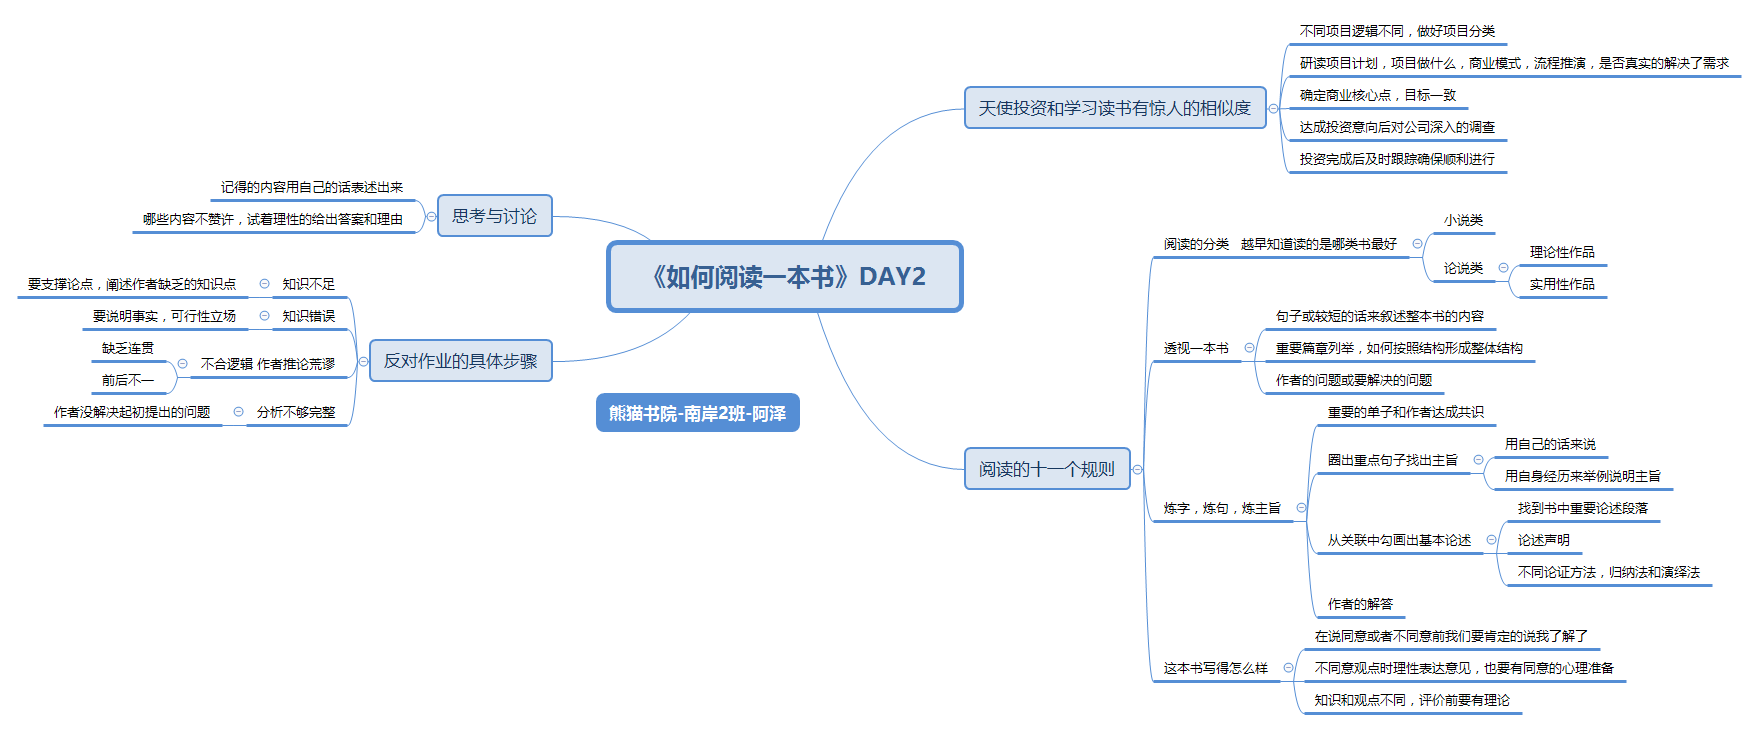 《如何阅读一本书》DAY2
熊猫书院-南岸2班-阿泽
天使投资和学习读书有惊人的相似度
不同项目逻辑不同，做好项目分类
研读项目计划，项目做什么，商业模式，流程推演，是否真实的解决了需求
确定商业核心点，目标一致
达成投资意向后对公司深入的调查
投资完成后及时跟踪确保顺利进行
阅读的十一个规则
阅读的分类　越早知道读的是哪类书最好
小说类
论说类
理论性作品
实用性作品
透视一本书
句子或较短的话来叙述整本书的内容
重要篇章列举，如何按照结构形成整体结构
作者的问题或要解决的问题
炼字，炼句，炼主旨
重要的单子和作者达成共识
圈出重点句子找出主旨
用自己的话来说
用自身经历来举例说明主旨
从关联中勾画出基本论述
找到书中重要论述段落
论述声明
不同论证方法，归纳法和演绎法
作者的解答
这本书写得怎么样
在说同意或者不同意前我们要肯定的说我了解了
不同意观点时理性表达意见，也要有同意的心理准备
知识和观点不同，评价前要有理论
思考与讨论
记得的内容用自己的话表述出来
哪些内容不赞许，试着理性的给出答案和理由
反对作业的具体步骤
知识不足
要支撑论点，阐述作者缺乏的知识点
知识错误
要说明事实，可行性立场
不合逻辑 作者推论荒谬
缺乏连贯
前后不一
分析不够完整
作者没解决起初提出的问题